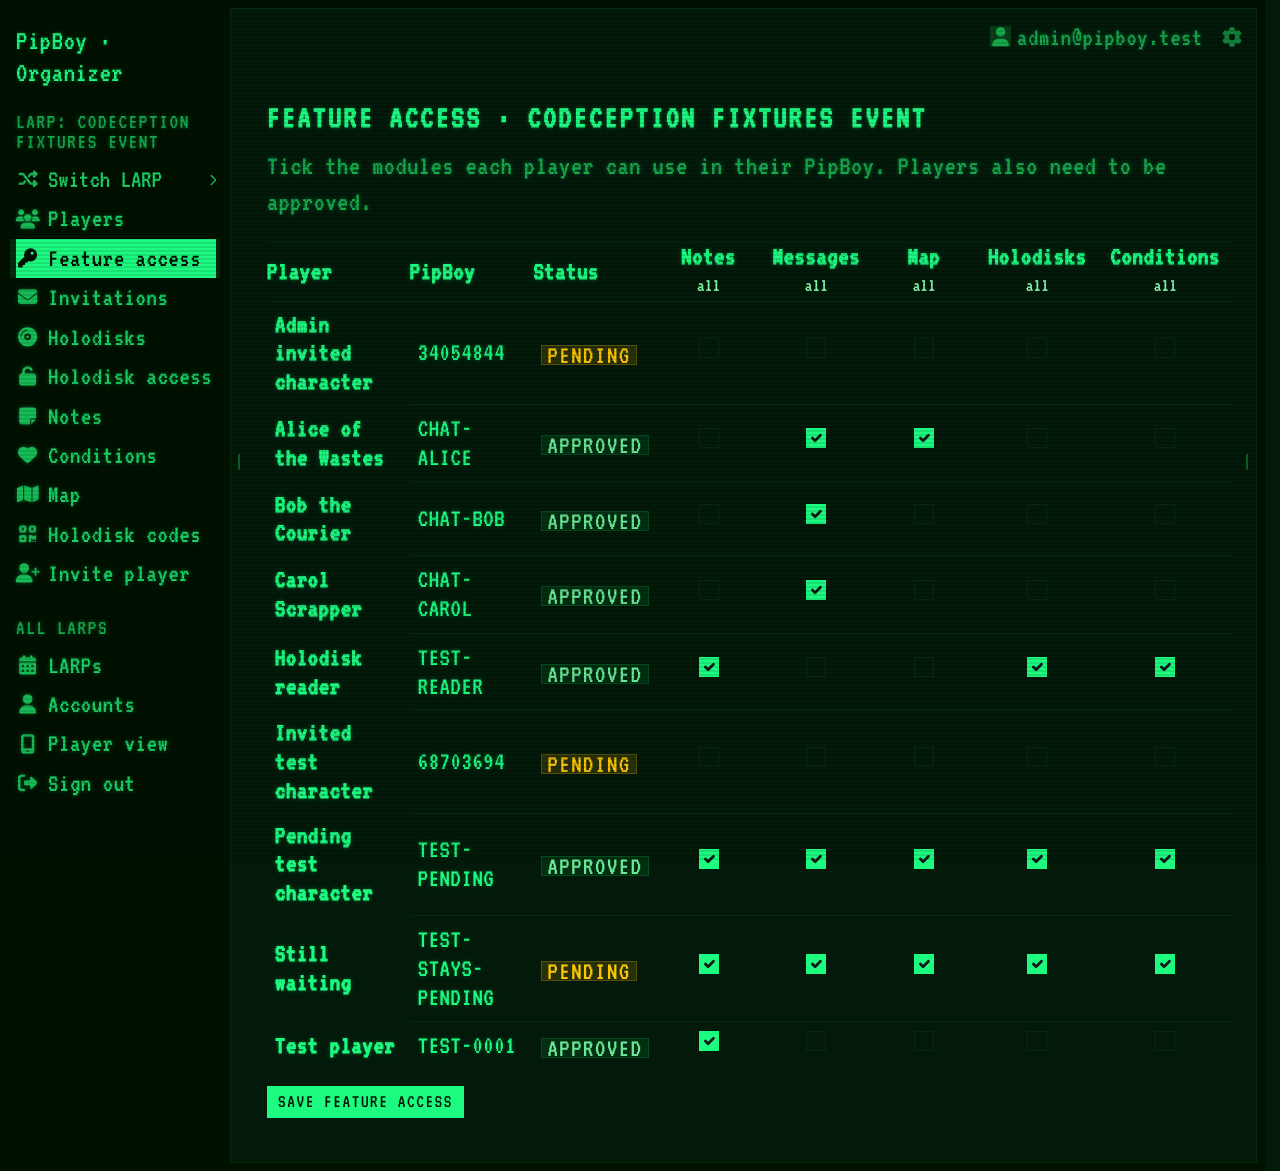 PipBoy ·
Organizer
LARP: CODECEPTION
FIXTURES EVENT
Switch LARP
Players
Feature access
Invitations
Holodisks
Holodisk access
Notes
Conditions
Map
Holodisk codes
Invite player
ALL LARPS
LARPs
Accounts
Player view
Sign out
admin@pipboy.test
FEATURE ACCESS · CODECEPTION FIXTURES EVENT
Tick the modules each player can use in their PipBoy. Players also need to be
approved.
Player PipBoy Status Notes Messages Map Holodisks Conditions
all all all all all
Admin
invited
character
34054844 PENDING
Alice of
the Wastes
CHAT-
ALICE
APPROVED
Bob the
Courier
CHAT-BOB APPROVED
Carol
Scrapper
CHAT-
CAROL
APPROVED
Holodisk
reader
TEST-
READER
APPROVED
Invited
test
character
68703694 PENDING
Pending
test
character
TEST-
PENDING
APPROVED
Still
waiting
TEST-
STAYS-
PENDING
PENDING
Test player TEST-0001 APPROVED
SAVE FEATURE ACCESS